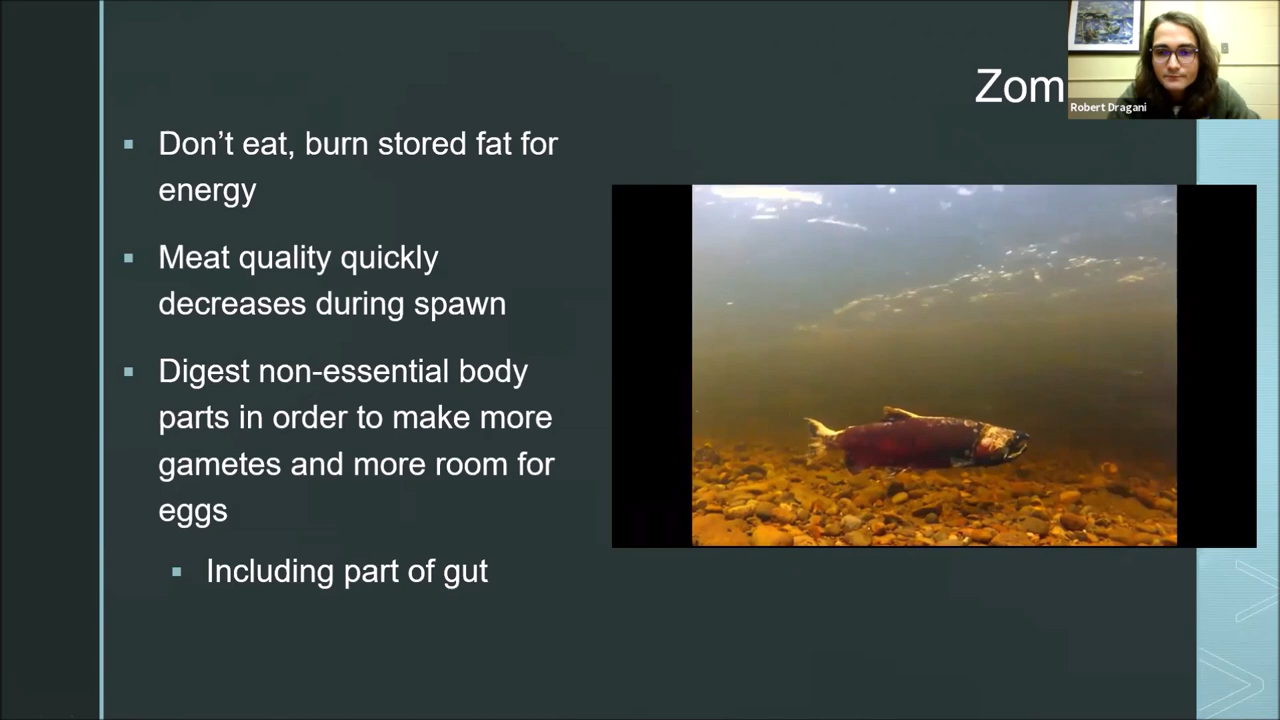 Zom
Robert Dragani
Don't eat, burn stored fat for
energy
Meat quality quickly
decreases during spawn
Digest non-essential body
parts in order to make more
gametes and more room for
eggs
Including part of gut